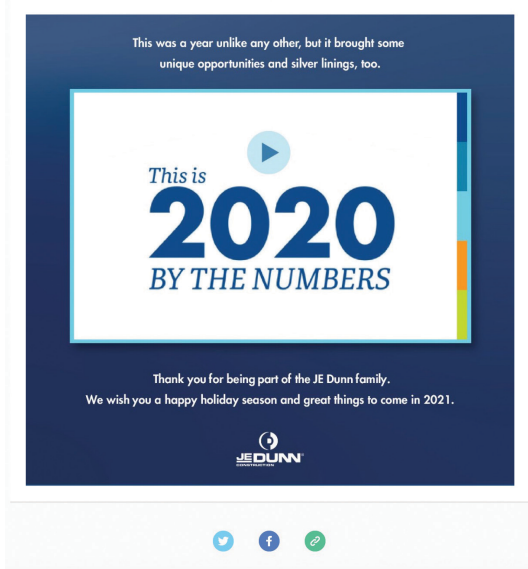 This was a year unlike any other, but it brought some
unique opportunities and silver linings, too.
This is
2020
BY THE NUMBERS
Thank you for being part of the JE Dunn family.
We wish you a happy holiday season and great things to come in 2021.
JEDUNN
CONSTRUCTION